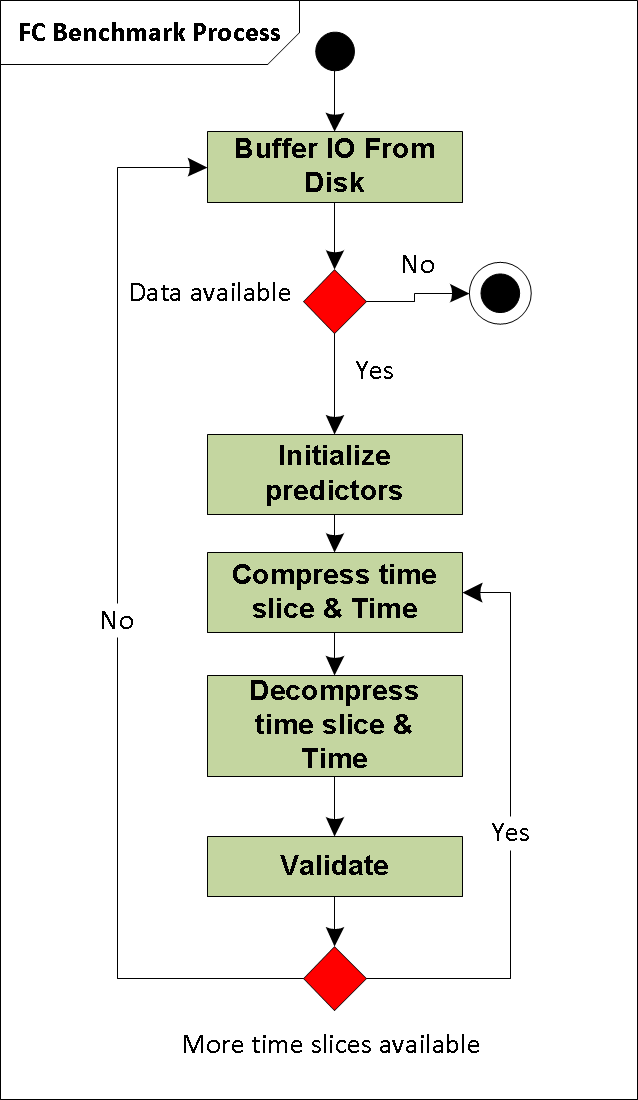 FC Benchmark Process
Buffer IO From
Disk
No
Data available
Yes
Initialize
predictors
Compress time
slice & Time
No
Decompress
time slice &
Time
Yes
Validate
More time slices available